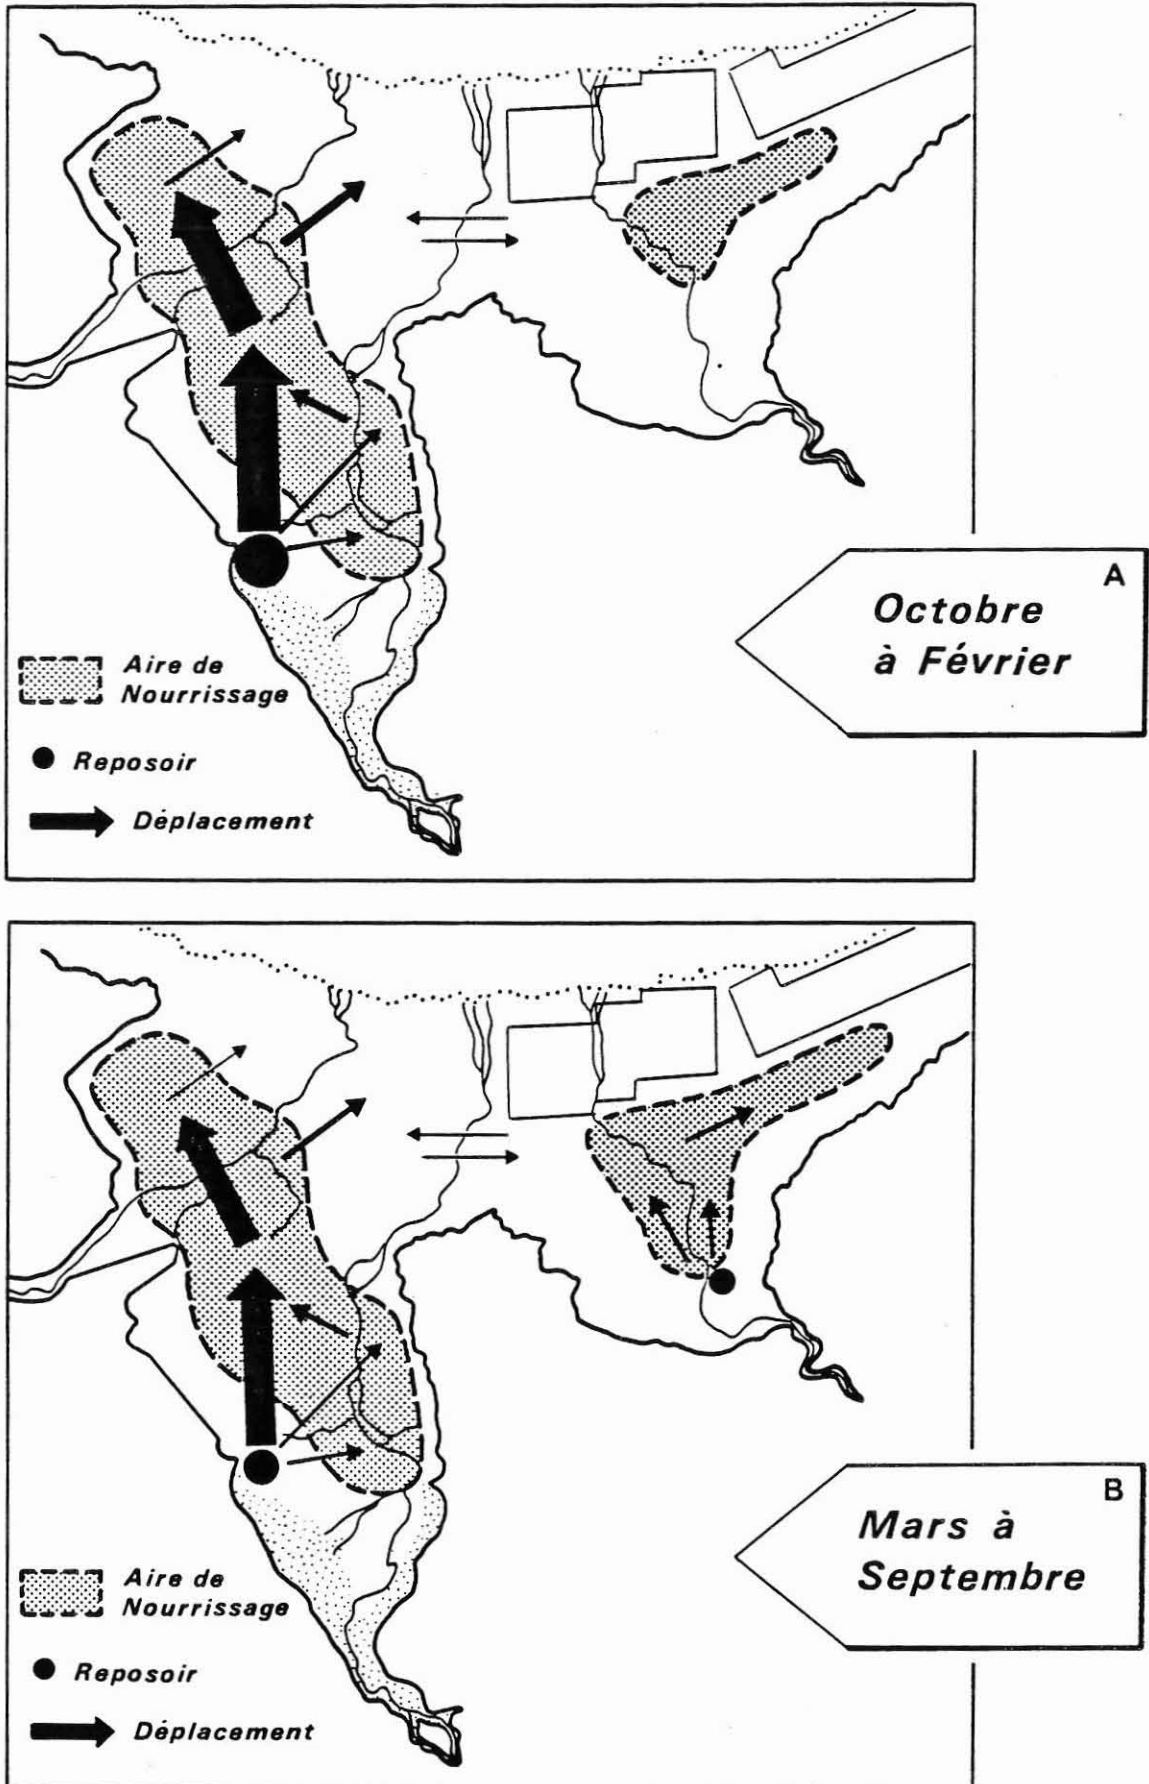 A
Octobre
à Février
Aire de
Nourrissage
Reposoir
Déplacement
B
Mars à
Septembre
Aire de
Nourrissage
Reposoir
Déplacement